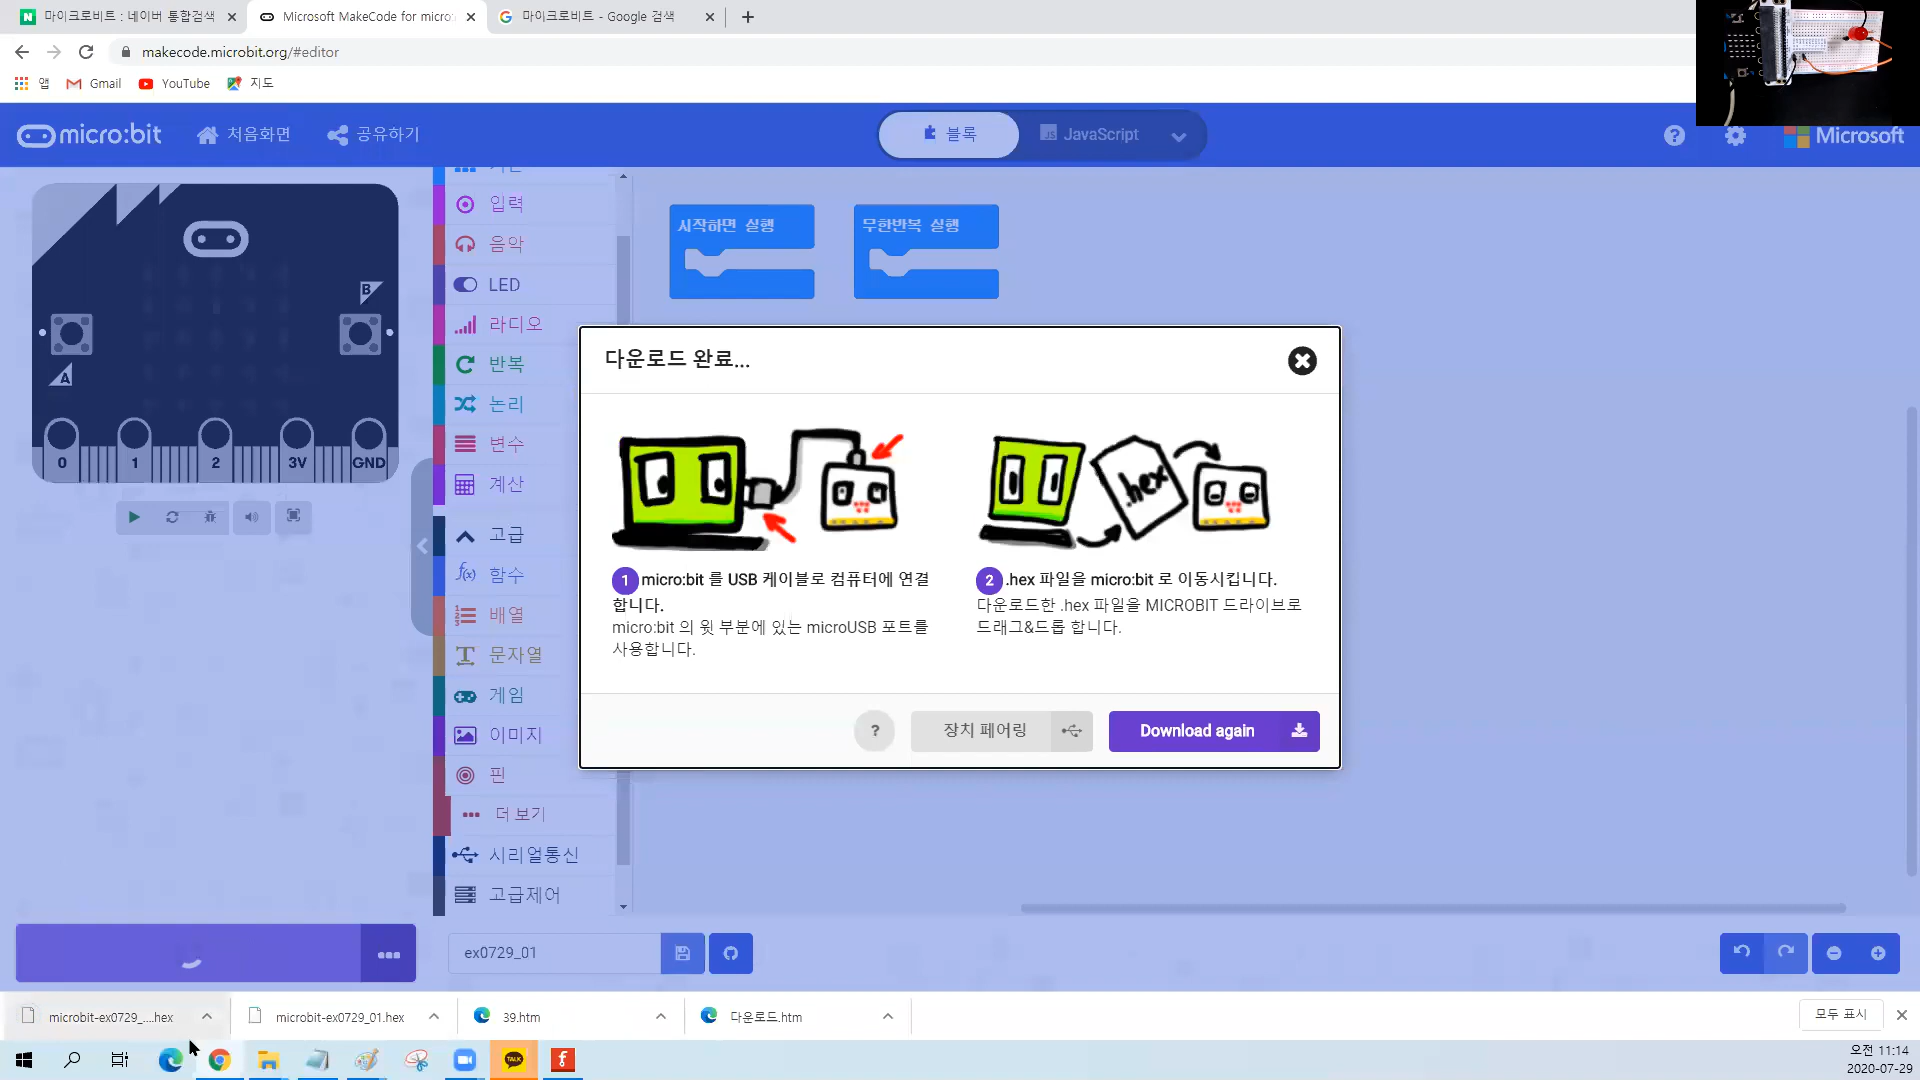 마이크로비트 : 네이버 통합검색
Microsoft MakeCode for micro:
마이크로비트 - Google 검색
makecode.microbit.org/#editor
앱
Gmail
YouTube
지도
micro:bit
처음화면
공유하기
블록
JavaScript
Microsoft
입력
음악
LED
라디오
반복
논리
변수
계산
고급
함수
배열
문자열
게임
이미지
핀
더 보기
시리얼통신
고급제어
시작하면 실행
무한반복 실행
B
A
0
1
2
3V
GND
다운로드 완료...
.hex
1 micro:bit 를 USB 케이블로 컴퓨터에 연결
합니다.
micro:bit 의 윗 부분에 있는 microUSB 포트를
사용합니다.
2 .hex 파일을 micro:bit 로 이동시킵니다.
다운로드한 .hex 파일을 MICROBIT 드라이브로
드래그&드롭 합니다.
?
장치 페어링
Download again
ex0729_01
microbit-ex0729_....hex
microbit-ex0729_01.hex
39.htm
다운로드.htm
모두 표시
TALK
오전 11:14
2020-07-29